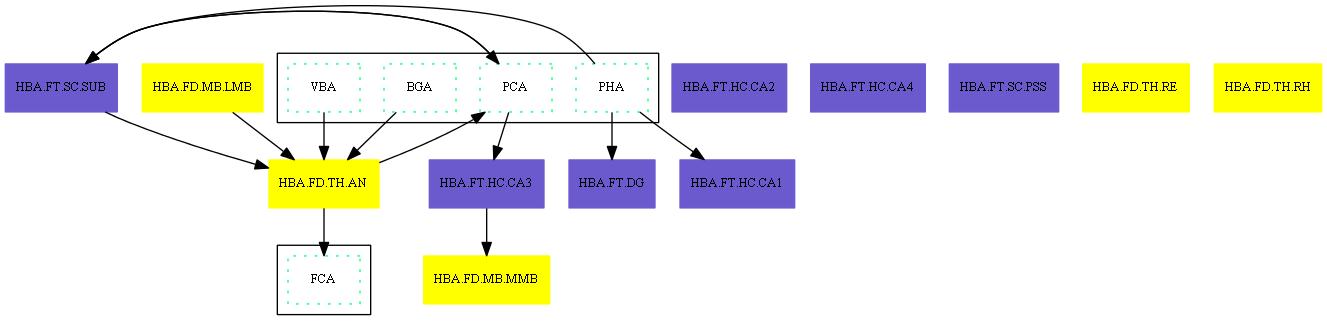 HBA.FT.SC.SUB
HBA.FD.MB.LMB
VBA
BGA
PCA
PHA
HBA.FT.HC.CA2
HBA.FT.HC.CA4
HBA.FT.SC.PSS
HBA.FD.TH.RE
HBA.FD.TH.RH
HBA.FD.TH.AN
HBA.FT.HC.CA3
HBA.FT.DG
HBA.FT.HC.CA1
FCA
HBA.FD.MB.MMB